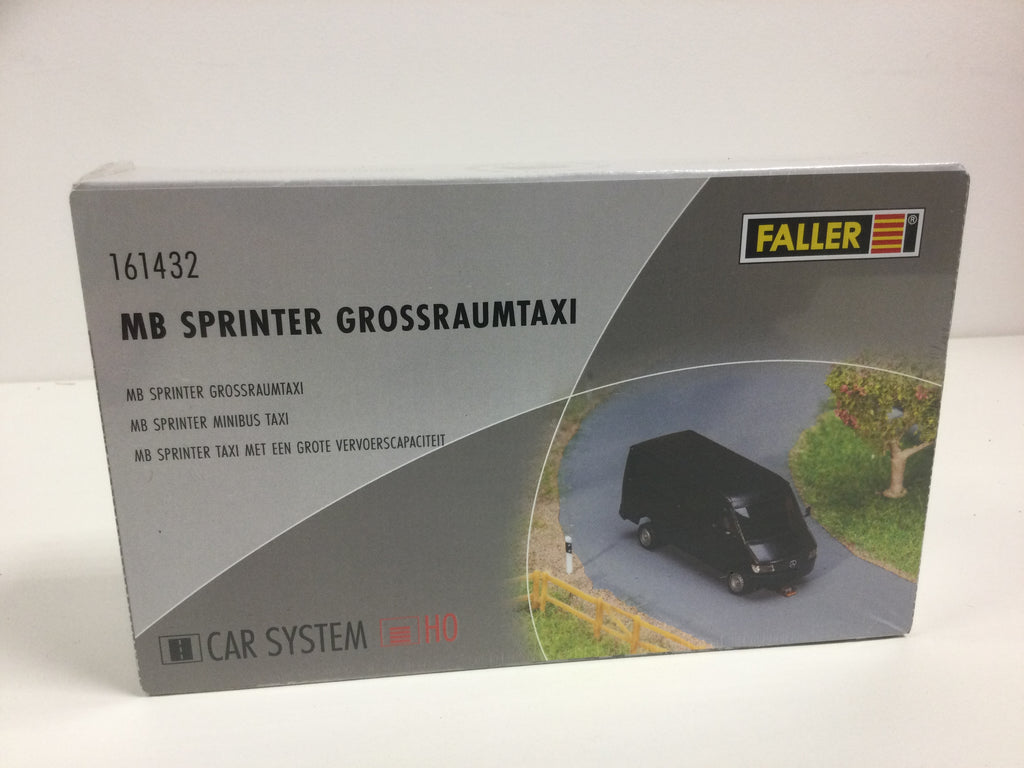 161432
FALLER®
MB SPRINTER GROSSRAUMTAXI
MB SPRINTER GROSSRAUMTAXI
MB SPRINTER MINIBUS TAXI
MB SPRINTER TAXI MET EEN GROTE VERVOERSCAPACITEIT
CAR SYSTEM HO